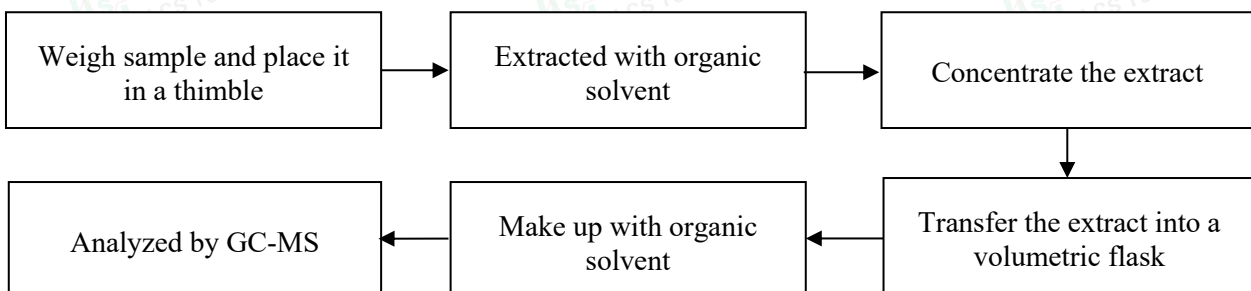 Weigh sample and place it
in a thimble
Extracted with organic
solvent
Concentrate the extract
Transfer the extract into a
volumetric flask
Make up with organic
solvent
Analyzed by GC-MS